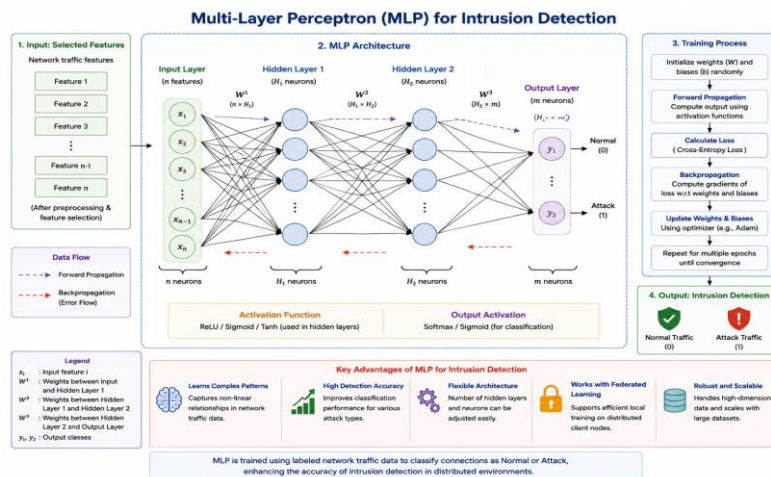 Multi-Layer Perceptron (MLP) for Intrusion Detection
1. Input: Selected Features
Network traffic features
Feature 1
Feature 2
Feature 3
⋮
Feature n-1
Feature n
(After preprocessing &
feature selection)
Data Flow
Forward Propagation
Backpropagation
(Error Flow)
Legend
xᵢ : Input feature i
W¹ : Weights between Input
and Hidden Layer 1
: Weights between Hidden
Layer 1 and Hidden Layer 2
W³ : Weights between Hidden
Layer 2 and Output Layer
y₁, y₂ : Output classes
2. MLP Architecture
Input Layer
(n features)
Hidden Layer 1
(H₁ neurons)
Hidden Layer 2
(H₂ neurons)
Output Layer
(m neurons)
W¹
(n × H₁)
W²
(H₁ × H₂)
W³
(H₂ × m)
x₁
x₂
x₃
⋮
xₙ₋₁
xₙ
y₁
y₂
Normal
(0)
Attack
(1)
n neurons
H₁ neurons
H₂ neurons
m neurons
Activation Function
ReLU / Sigmoid / Tanh (used in hidden layers)
Output Activation
Softmax / Sigmoid (for classification)
3. Training Process
Initialize weights (W) and
biases (b) randomly
Forward Propagation
Compute output using
activation functions
Calculate Loss
( Cross-Entropy Loss )
Backpropagation
Compute gradients of
loss w.r.t weights and biases
Update Weights & Biases
Using optimizer (e.g., Adam)
Repeat for multiple epochs
until convergence
4. Output: Intrusion Detection
Normal Traffic
(0)
Attack Traffic
(1)
Key Advantages of MLP for Intrusion Detection
Learns Complex Patterns
Captures non-linear
relationships in network
traffic data.
High Detection Accuracy
Improves classification
performance for various
attack types.
Flexible Architecture
Number of hidden layers
and neurons can be
adjusted easily.
Works with Federated
Learning
Supports efficient local
training on distributed
client nodes.
Robust and Scalable
Handles high-dimension
data and scales with
large datasets.
MLP is trained using labeled network traffic data to classify connections as Normal or Attack,
enhancing the accuracy of intrusion detection in distributed environments.